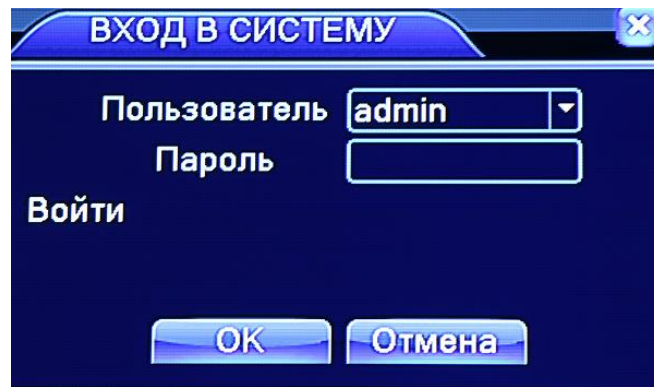 ВХОД В СИСТЕМУ
Пользователь admin
Пароль
Войти
OK Отмена